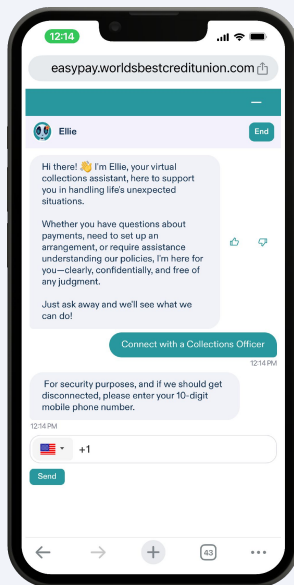 12:14
easypay.worldsbestcreditunion.com
Ellie
End
Hi there! 👋 I'm Ellie, your virtual
collections assistant, here to support
you in handling life's unexpected
situations.
Whether you have questions about
payments, need to set up an
arrangement, or require assistance
understanding our policies, I'm here for
you—clearly, confidentially, and free of
any judgment.
Just ask away and we'll see what we
can do!
Connect with a Collections Officer
12:14 PM
For security purposes, and if we should get
disconnected, please enter your 10-digit
mobile phone number.
12:14 PM
+1
Send
43